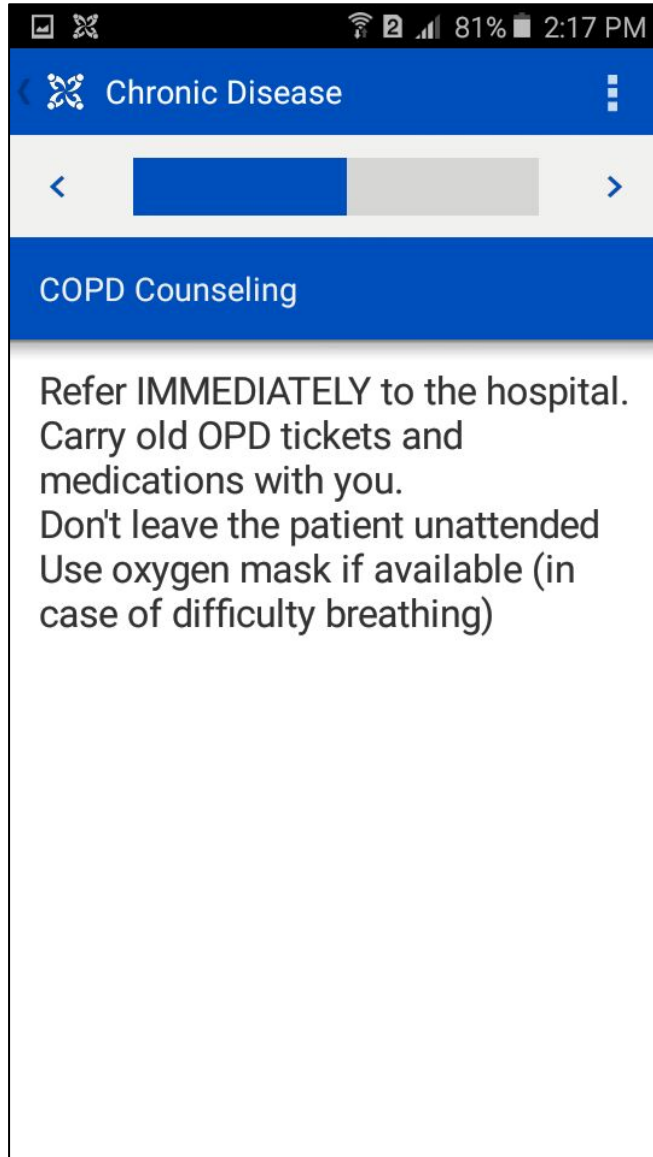 2 81% 2:17 PM
Chronic Disease
COPD Counseling
Refer IMMEDIATELY to the hospital.
Carry old OPD tickets and
medications with you.
Don't leave the patient unattended
Use oxygen mask if available (in
case of difficulty breathing)